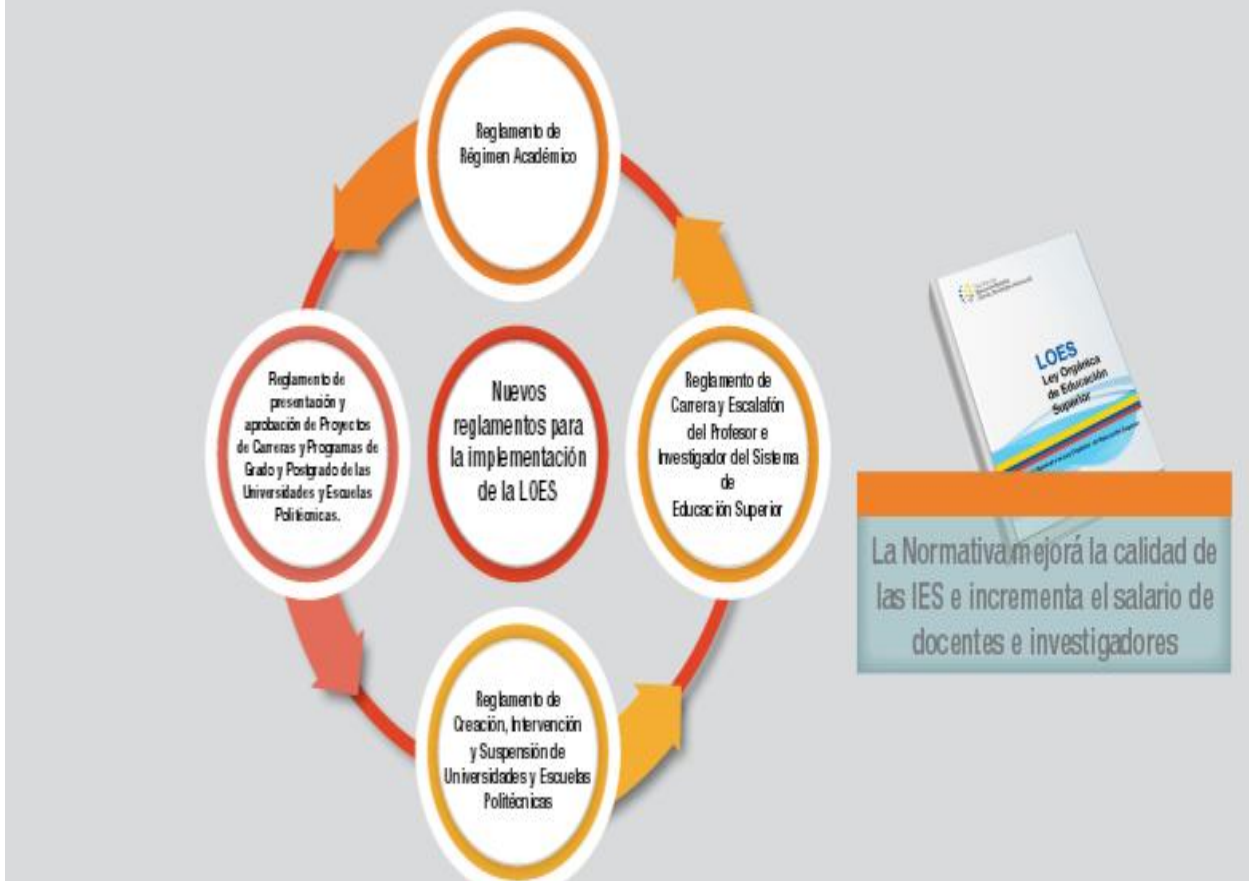 Reglamento de
Régimen Académico
Reglamento de
presentación y
aprobación de Proyectos
de Carreras y Programas de
Grado y Postgrado de las
Universidades y Escuelas
Politécnicas.
Nuevos
reglamentos para
la implementación
de la LOES
Reglamento de
Carrera y Escalafón
del Profesor e
Investigador del Sistema
de
Educación Superior
Reglamento de
Creación, Intervención
y Suspensión de
Universidades y Escuelas
Politécnicas
LOES
Ley Orgánica
de Educación
Superior
La Normativa mejorá la calidad de
las IES e incrementa el salario de
docentes e investigadores